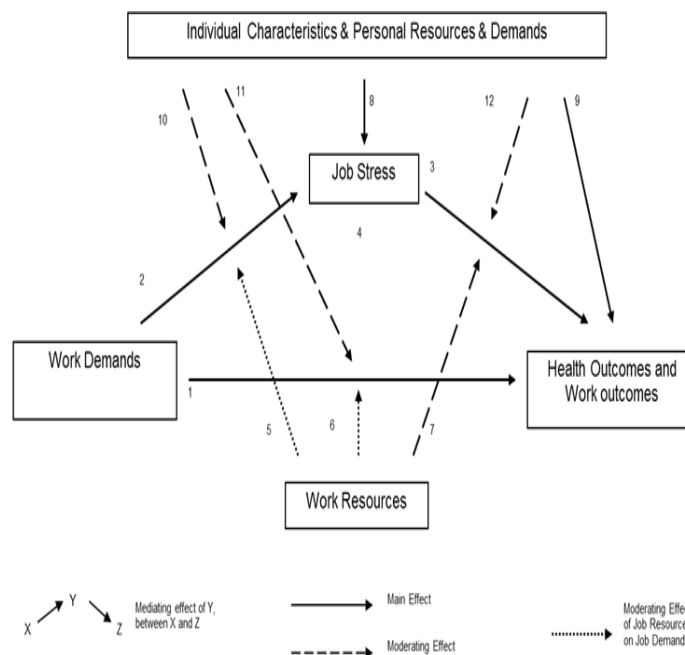 Individual Characteristics & Personal Resources & Demands
10
11
8
12
9
Job Stress
3
4
2
Work Demands
Health Outcomes and
Work outcomes
1
5
6
7
Work Resources
X
Y
Z
Mediating effect of Y,
between X and Z
Main Effect
Moderating Effect
Moderating Effec
of Job Resource
on Job Demand